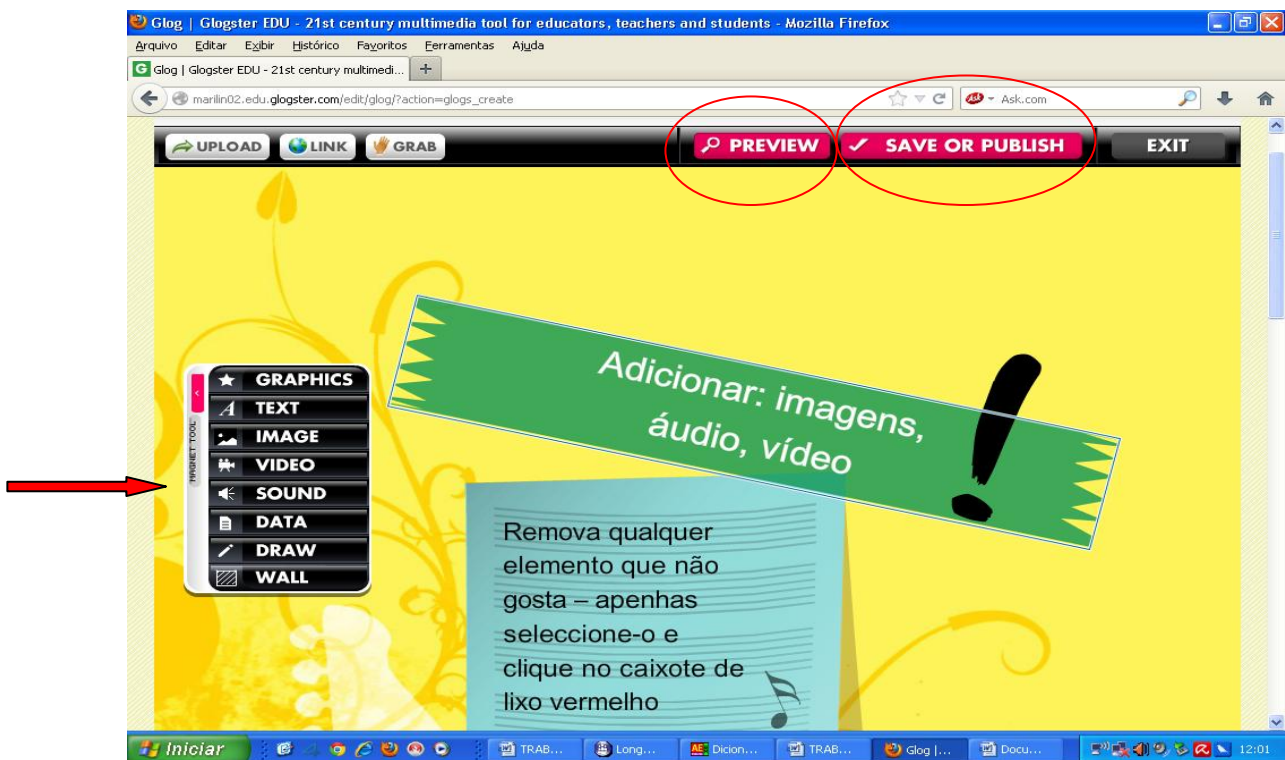 Glog | Glogster EDU - 21st century multimedia tool for educators, teachers and students - Mozilla Firefox
Arquivo Editar Exibir Histórico Favoritos Ferramentas Ajuda
Glog | Glogster EDU - 21st century multimedi... +
marilin02.edu.glogster.com/edit/glog/?action=glogs_create
Ask.com
UPLOAD LINK GRAB PREVIEW SAVE OR PUBLISH EXIT
Adicionar: imagens,
áudio, vídeo
MAGNET TOOL
GRAPHICS
TEXT
IMAGE
VIDEO
SOUND
DATA
DRAW
WALL
Remova qualquer
elemento que não
gosta – apenhas
seleccione-o e
clique no caixote de
lixo vermelho
Iniciar TRAB... Long... Dicion... TRAB... Glog |... Docu... 12:01